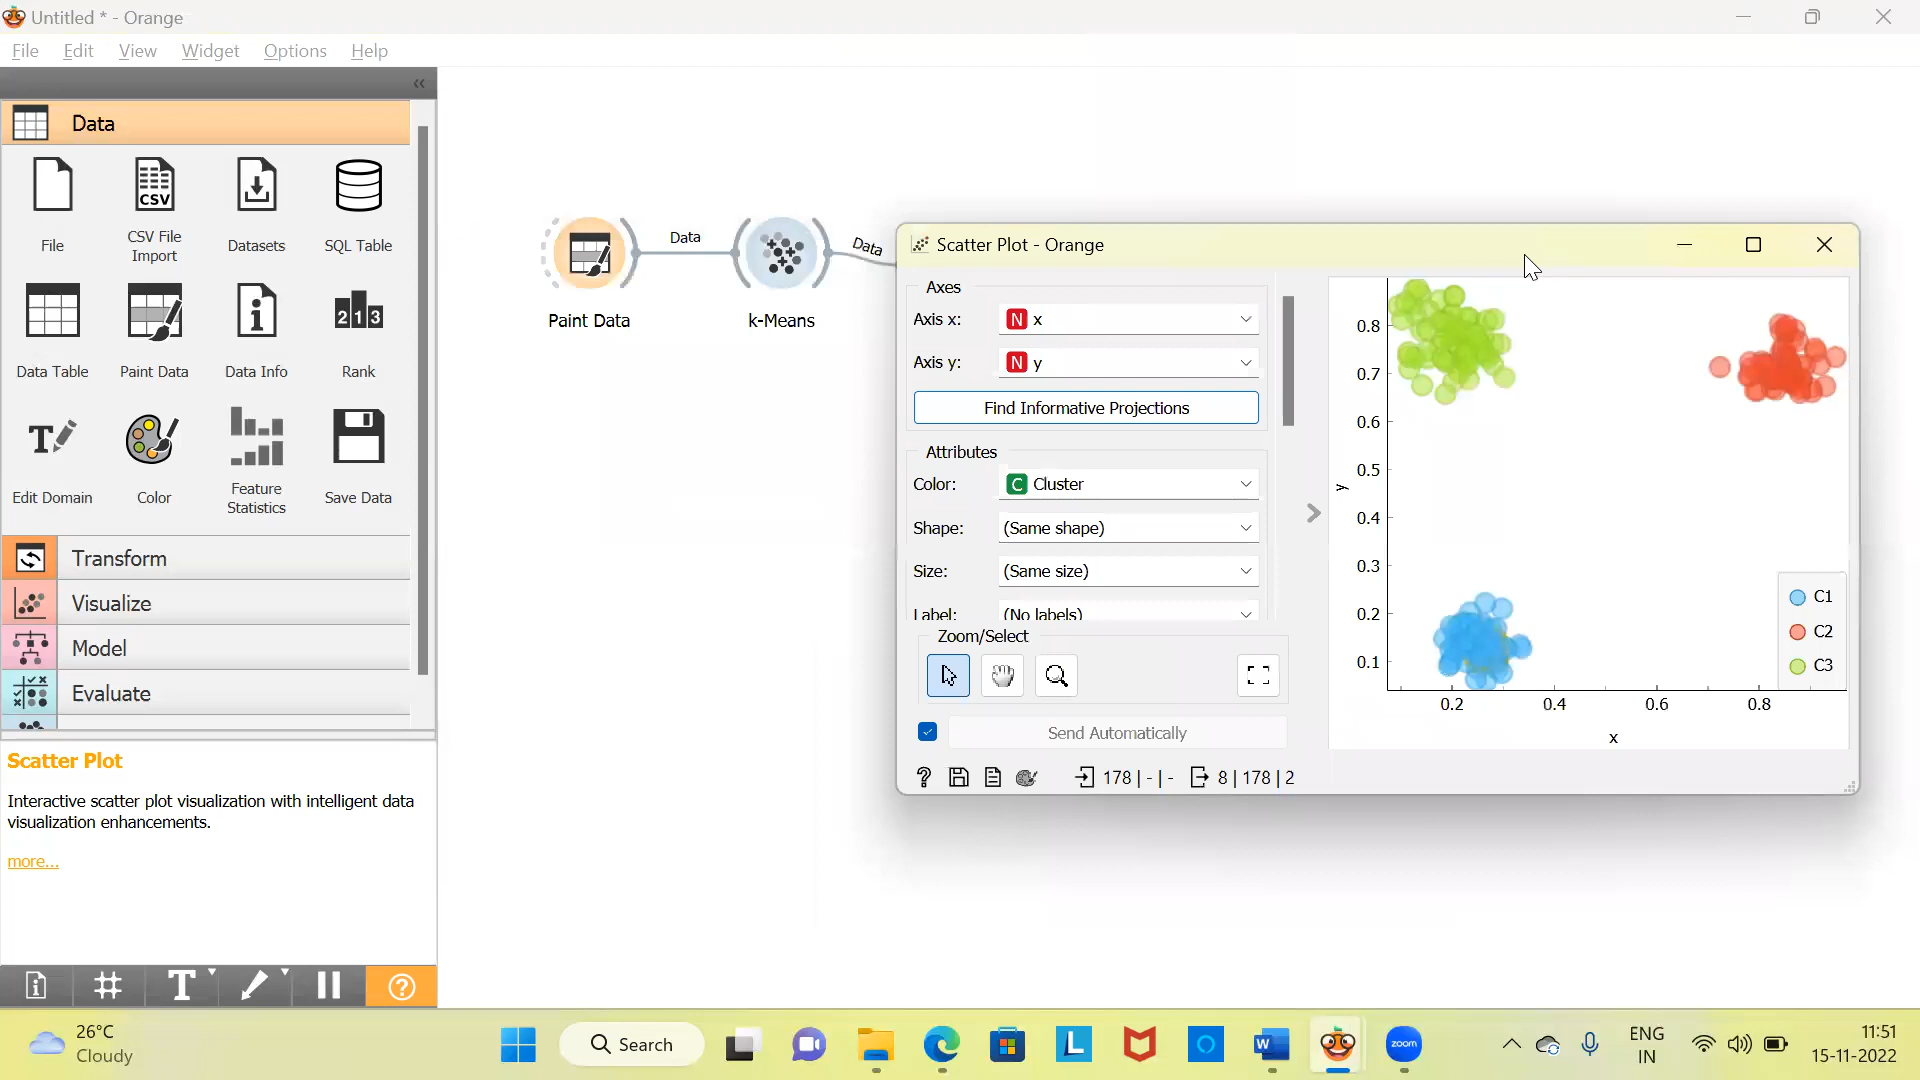 Untitled * - Orange
File Edit View Widget Options Help
Data
File
CSV
CSV File
Import
Datasets
SQL Table
Data Table
Paint Data
Data Info
2 1 3
Rank
T
Edit Domain
Color
Feature
Statistics
Save Data
Transform
Visualize
Model
Evaluate
Scatter Plot
Interactive scatter plot visualization with intelligent data
visualization enhancements.
more...
T
?
Paint Data
Data
k-Means
Data
Scatter Plot - Orange
Axes
Axis x: N x
Axis y: N y
Find Informative Projections
Attributes
Color: C Cluster
Shape: (Same shape)
Size: (Same size)
Label: (No labels)
Zoom/Select
Send Automatically
? 178 | - | - 8 | 178 | 2
y
0.8
0.7
0.6
0.5
0.4
0.3
0.2
0.1
0.2 0.4 0.6 0.8
x
C1
C2
C3
26°C
Cloudy
Search
L
W
zoom
ENG
IN
11:51
15-11-2022